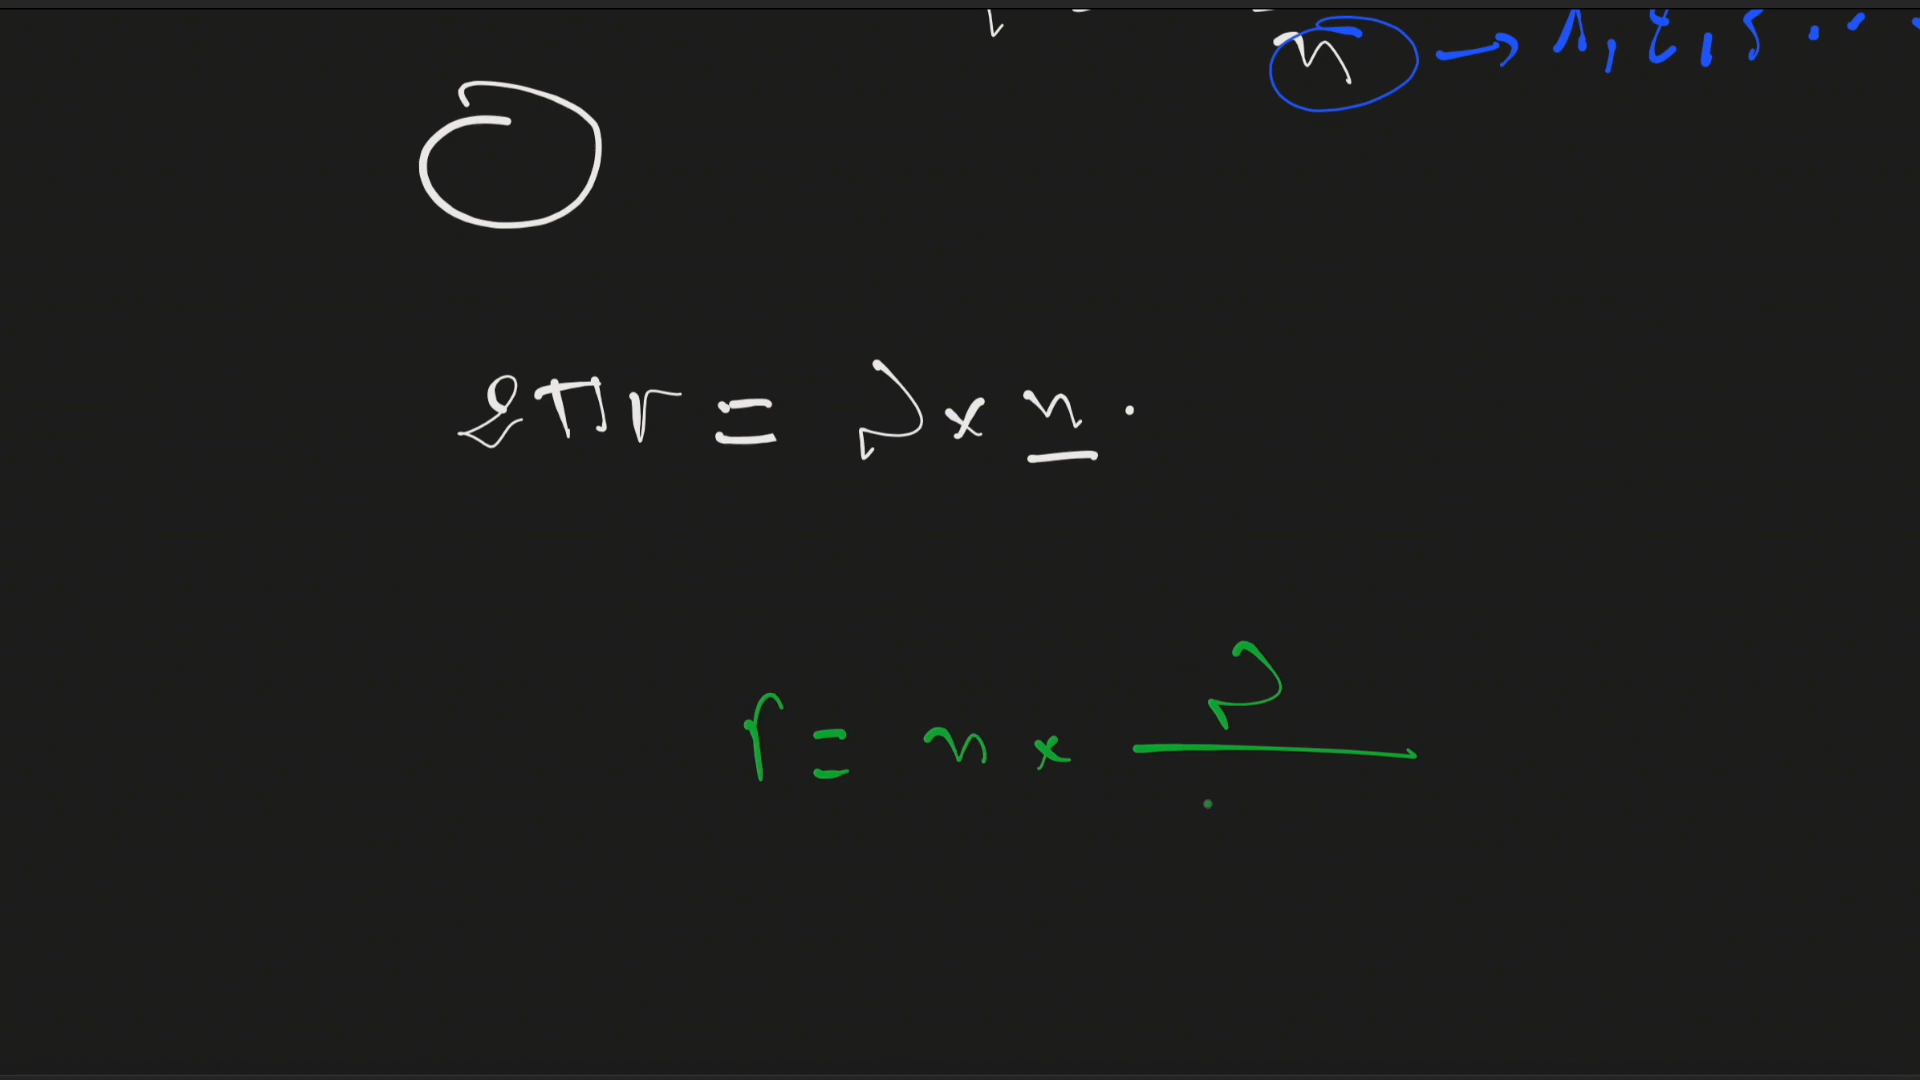 n → 1, 2, 3 . . .
2πr = λ × n .
r = n × λ